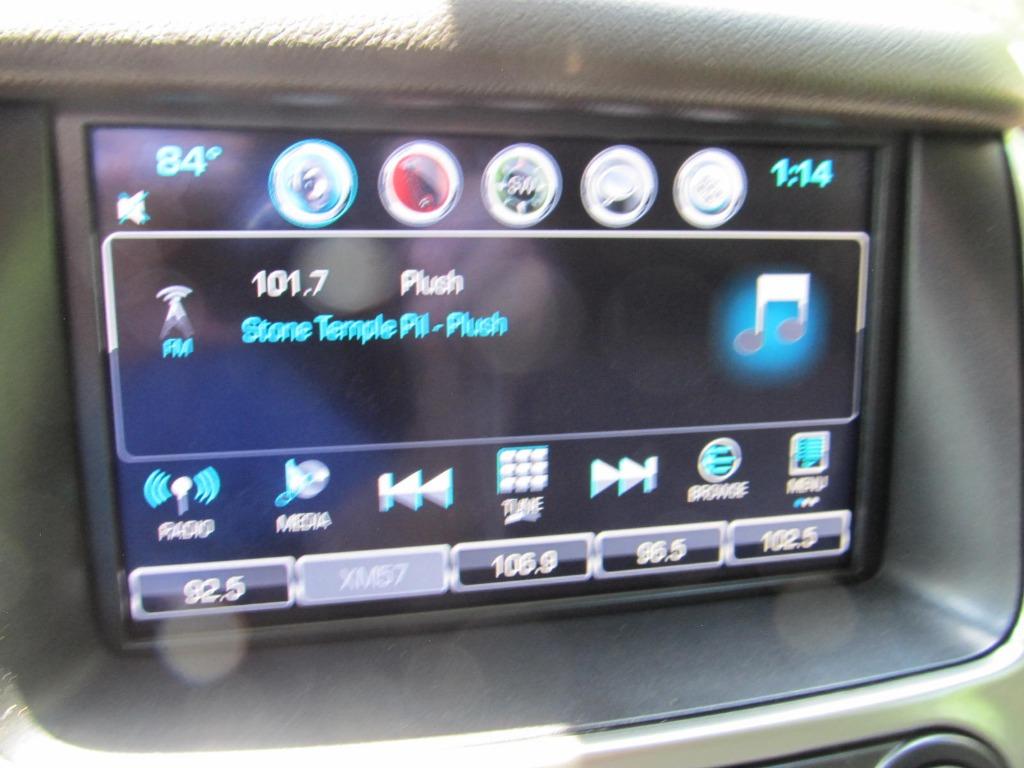 84° 1:14
101.7 Plush
Stone Temple Pil - Plush
FM
RADIO MEDIA TUNE BROWSE MENU
92.5 XM57 106.9 96.5 102.5